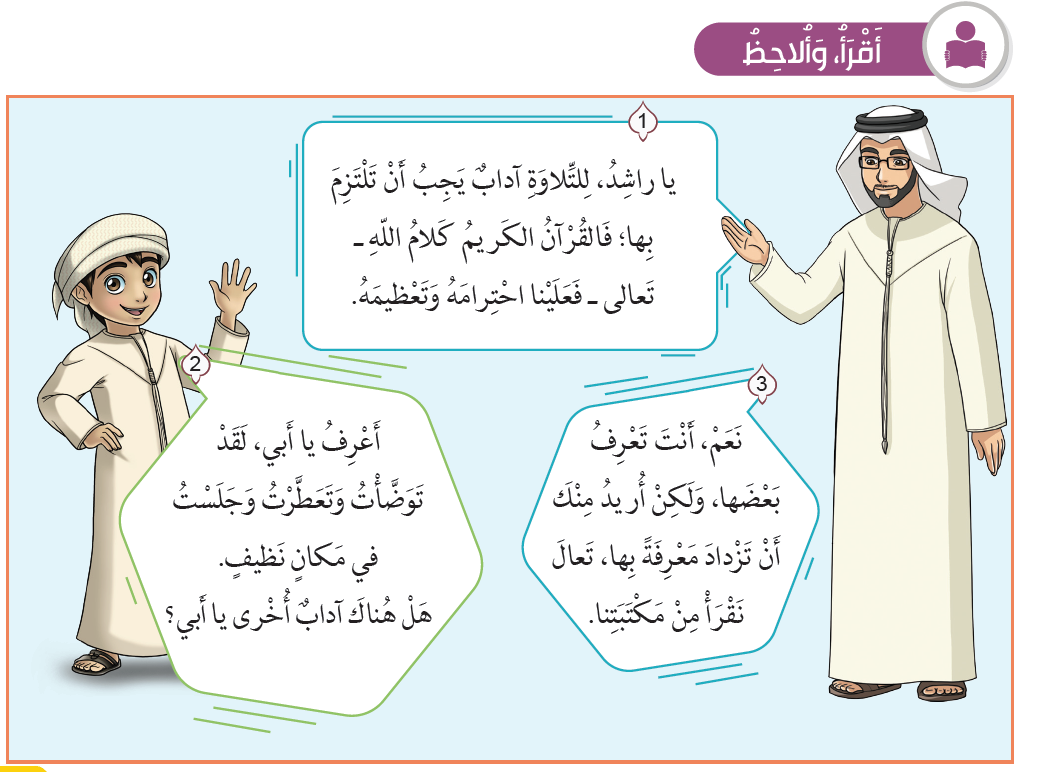 أَقْرَأُ، وَأُلاحِظُ
1
يا راشِدُ، لِلتِّلاوَةِ آدابٌ يَجِبُ أَنْ تَلْتَزِمَ
بِها؛ فَالقُرْآنُ الكَريمُ كَلامُ اللّهِ ـ
تَعالى ـ فَعَلَيْنا احْتِرامَهُ وَتَعْظيمَهُ.
2
أَعْرِفُ يا أَبي، لَقَدْ
تَوَضَّأْتُ وَتَعَطَّرْتُ وَجَلَسْتُ
في مَكانٍ نَظيفٍ.
هَلْ هُناكَ آدابٌ أُخْرى يا أَبي؟
3
نَعَمْ، أَنْتَ تَعْرِفُ
بَعْضَها، وَلَكِنْ أُريدُ مِنْكَ
أَنْ تَزْدادَ مَعْرِفَةً بِها، تَعالَ
نَقْرَأْ مِنْ مَكْتَبَتِنا.